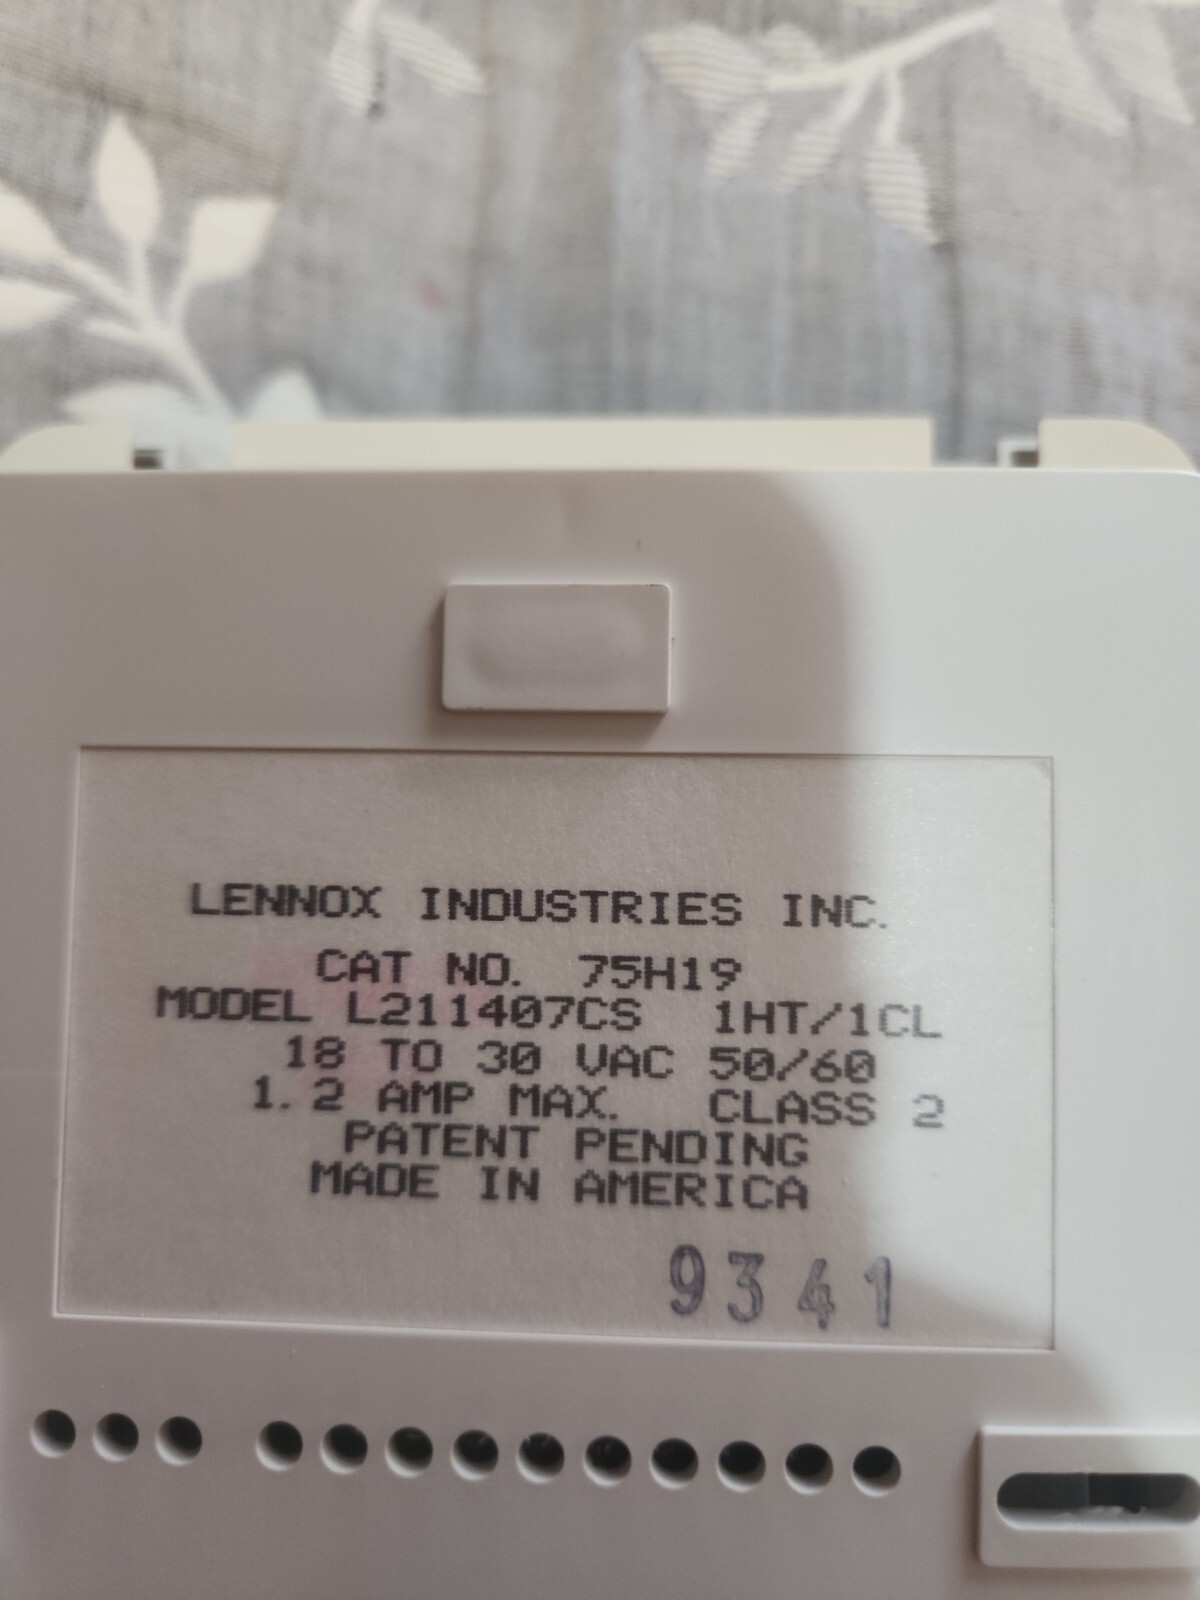 LENNOX INDUSTRIES INC.
CAT NO. 75H19
MODEL L211407CS 1HT/1CL
18 TO 30 VAC 50/60
1.2 AMP MAX. CLASS 2
PATENT PENDING
MADE IN AMERICA
9341